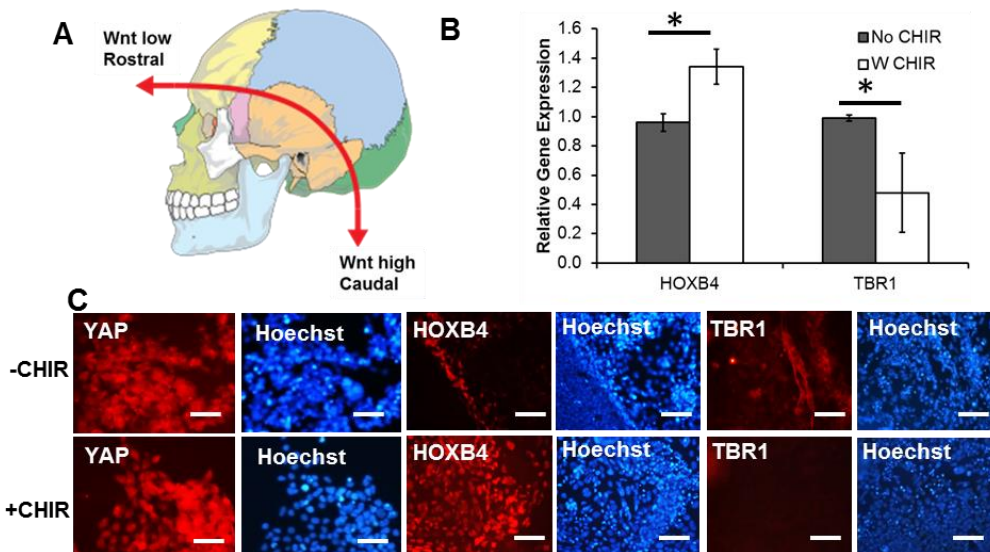 A
Wnt low
Rostral
Wnt high
Caudal
B
Relative Gene Expression
1.6
1.4
1.2
1.0
0.8
0.6
0.4
0.2
0.0
*
*
No CHIR
W CHIR
HOXB4 TBR1
C
-CHIR
YAP Hoechst HOXB4 Hoechst TBR1 Hoechst
+CHIR
YAP Hoechst HOXB4 Hoechst TBR1 Hoechst